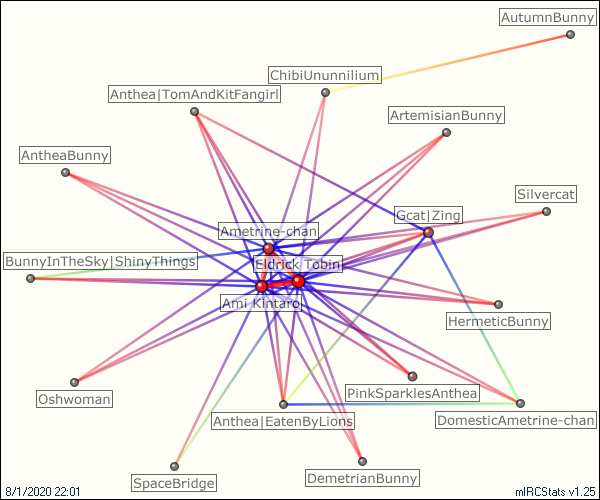 AutumnBunny
ChibiUnunnilium
Anthea|TomAndKitFangirl
ArtemisianBunny
AntheaBunny
Silvercat
Gcat|Zing
Ametrine-chan
BunnyInTheSky|ShinyThings
Eldrick Tobin
Ami Kintaro
HermeticBunny
PinkSparklesAnthea
Oshwoman
Anthea|EatenByLions
DomesticAmetrine-chan
SpaceBridge
DemetrianBunny
8/1/2020 22:01
mIRCStats v1.25